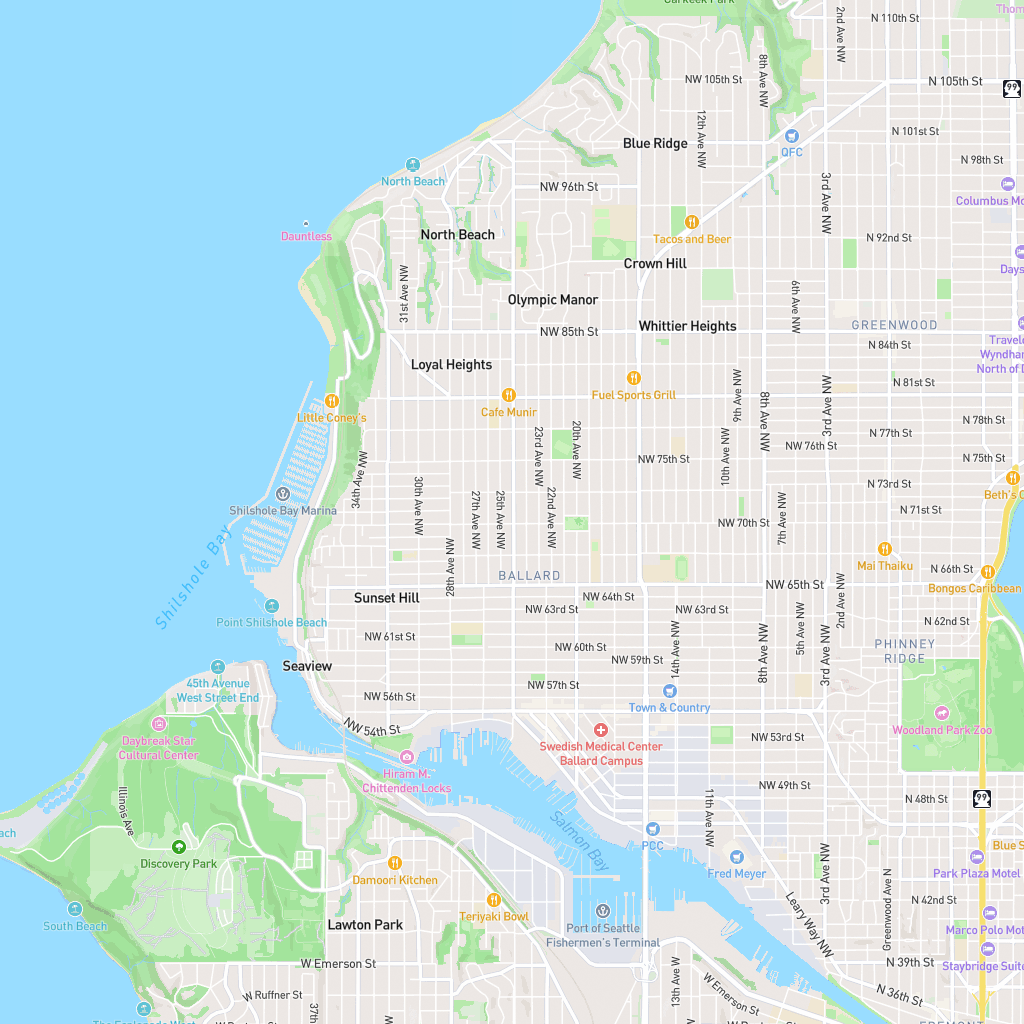 Carkeek Park
2nd Ave NW
N 110th St
Thom
8th Ave NW
NW 105th St
N 105th St
99
12th Ave NW
N 101st St
Blue Ridge
QFC
N 98th St
North Beach
NW 96th St
3rd Ave NW
Columbus Mo
Dauntless
North Beach
Tacos and Beer
N 92nd St
Crown Hill
Days
31st Ave NW
Olympic Manor
6th Ave NW
NW 85th St
Whittier Heights
GREENWOOD
N 84th St
Travelo
Wyndham
North of D
Loyal Heights
Fuel Sports Grill
9th Ave NW
N 81st St
Little Coney's
Cafe Munir
8th Ave NW
3rd Ave NW
N 78th St
23rd Ave NW
20th Ave NW
10th Ave NW
N 77th St
NW 76th St
NW 75th St
N 75th St
34th Ave NW
30th Ave NW
27th Ave NW
25th Ave NW
22nd Ave NW
7th Ave NW
N 73rd St
Beth's C
Shilshole Bay Marina
N 71st St
NW 70th St
Shilshole Bay
28th Ave NW
Mai Thaiku
N 66th St
BALLARD
NW 65th St
Bongos Caribbean
Sunset Hill
NW 64th St
NW 63rd St
NW 63rd St
2nd Ave NW
5th Ave NW
N 62nd St
Point Shilshole Beach
NW 61st St
14th Ave NW
8th Ave NW
3rd Ave NW
NW 60th St
PHINNEY
RIDGE
NW 59th St
Seaview
45th Avenue
West Street End
NW 57th St
NW 56th St
Town & Country
NW 54th St
Woodland Park Zoo
Daybreak Star
Cultural Center
Swedish Medical Center
Ballard Campus
NW 53rd St
Hiram M.
Chittenden Locks
NW 49th St
Illinois Ave
11th Ave NW
N 48th St
99
Salmon Bay
ach
Discovery Park
PCC
Blue S
Damoori Kitchen
Fred Meyer
3rd Ave NW
Park Plaza Motel
Greenwood Ave N
Leary Way NW
N 42nd St
South Beach
Teriyaki Bowl
Lawton Park
Port of Seattle
Fishermen's Terminal
Marco Polo Mot
W Emerson St
N 39th St
Staybridge Suite
13th Ave W
W Emerson St
W Ruffner St
37th
N 36th St
The Esplanade West
FREMONT